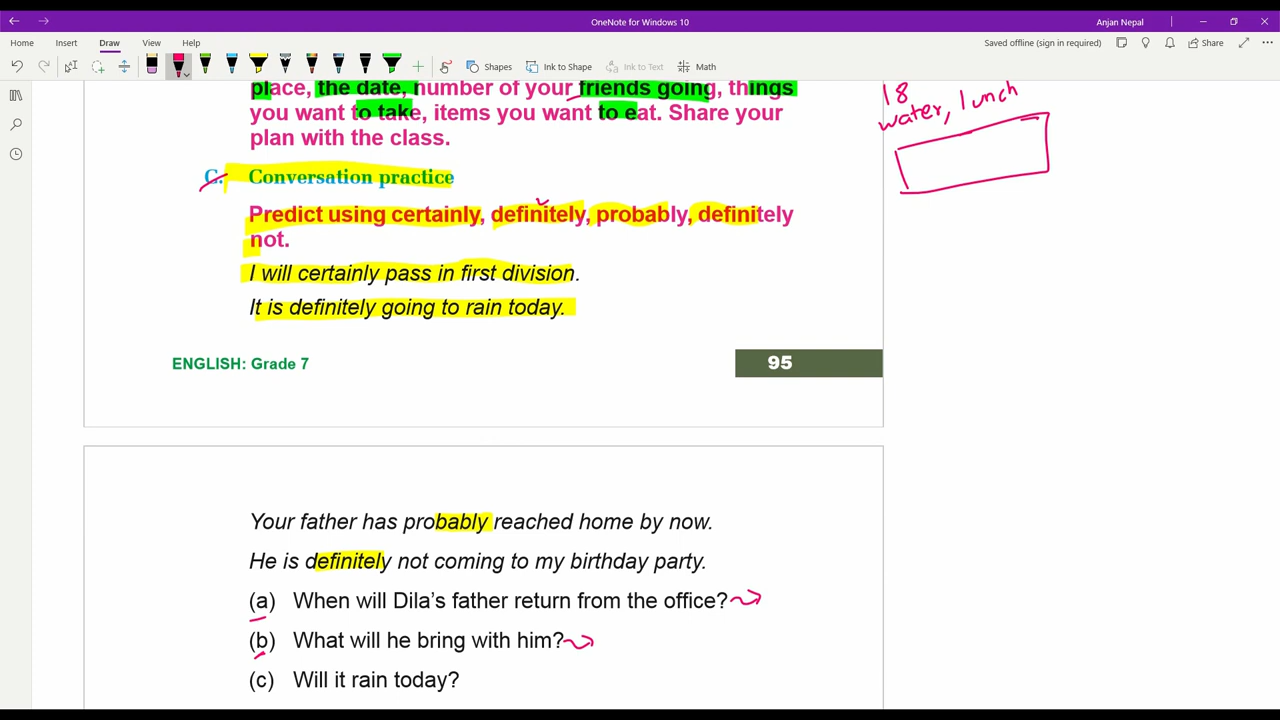 OneNote for Windows 10
Anjan Nepal
Home Insert Draw View Help
Saved offline (sign in required)
Share
Shapes
Ink to Shape
Ink to Text
Math
place, the date, number of your friends going, things
you want to take, items you want to eat. Share your
plan with the class.
18
water, lunch
C. Conversation practice
Predict using certainly, definitely, probably, definitely
not.
I will certainly pass in first division.
It is definitely going to rain today.
ENGLISH: Grade 7
95
Your father has probably reached home by now.
He is definitely not coming to my birthday party.
(a) When will Dila's father return from the office?
(b) What will he bring with him?
(c) Will it rain today?